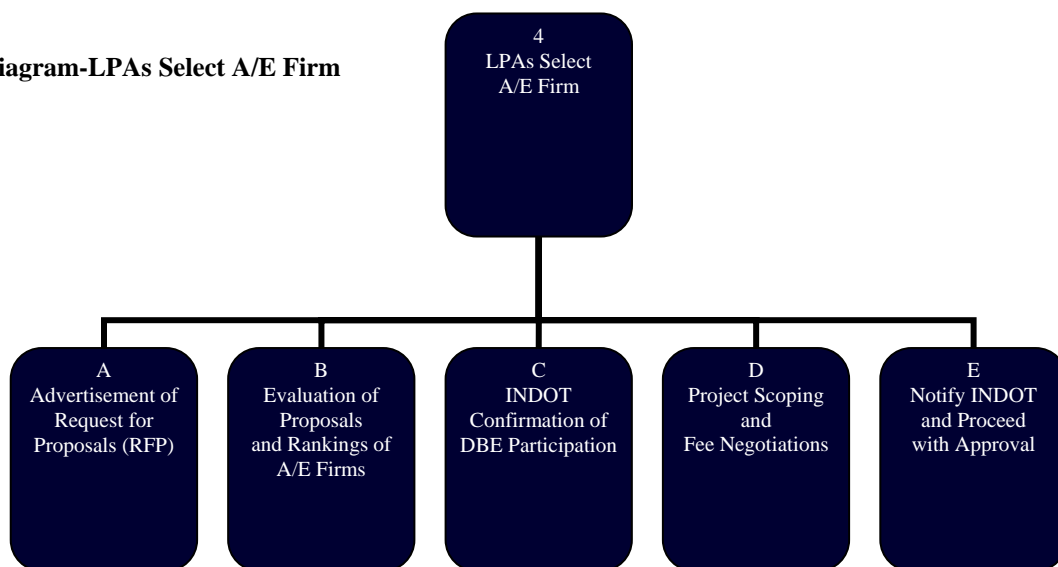 iagram-LPAs Select A/E Firm
4
LPAs Select
A/E Firm
A
Advertisement of
Request for
Proposals (RFP)
B
Evaluation of
Proposals
and Rankings of
A/E Firms
C
INDOT
Confirmation of
DBE Participation
D
Project Scoping
and
Fee Negotiations
E
Notify INDOT
and Proceed
with Approval